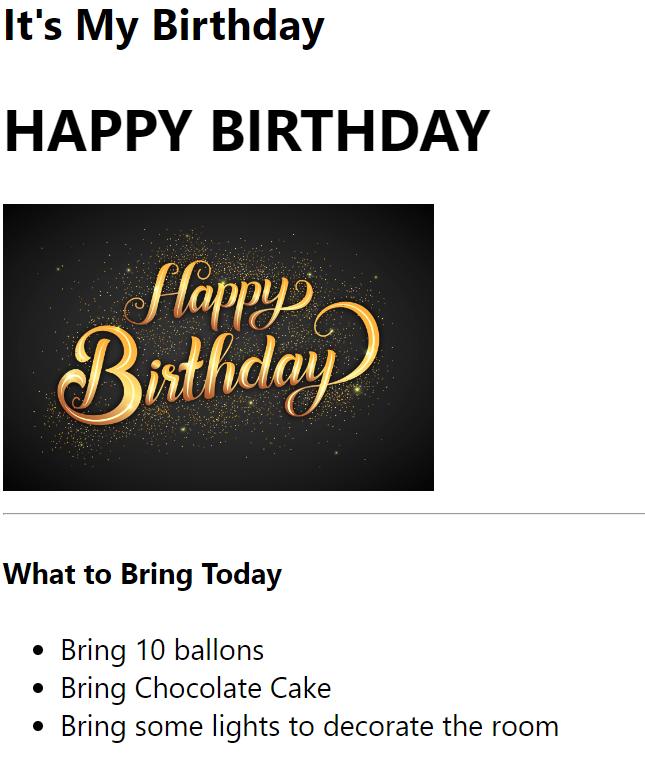 It's My Birthday
HAPPY BIRTHDAY
Happy
Birthday
What to Bring Today
Bring 10 ballons
Bring Chocolate Cake
Bring some lights to decorate the room